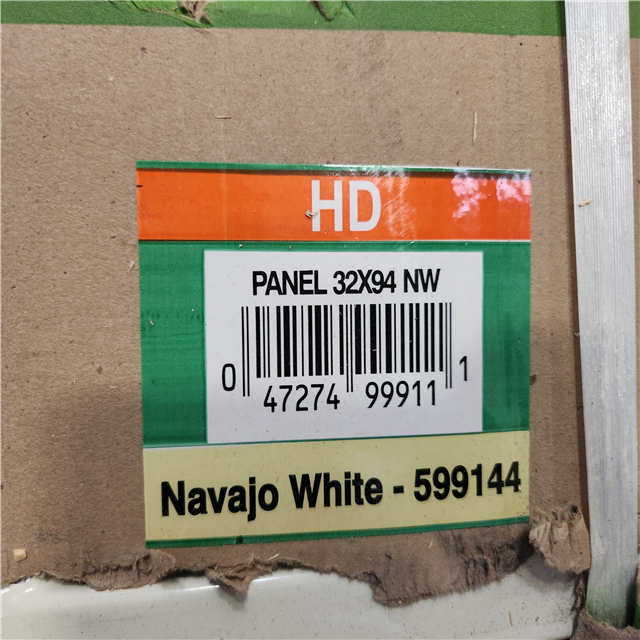 HD
PANEL 32X94 NW
0 47274 99911 1
Navajo White - 599144